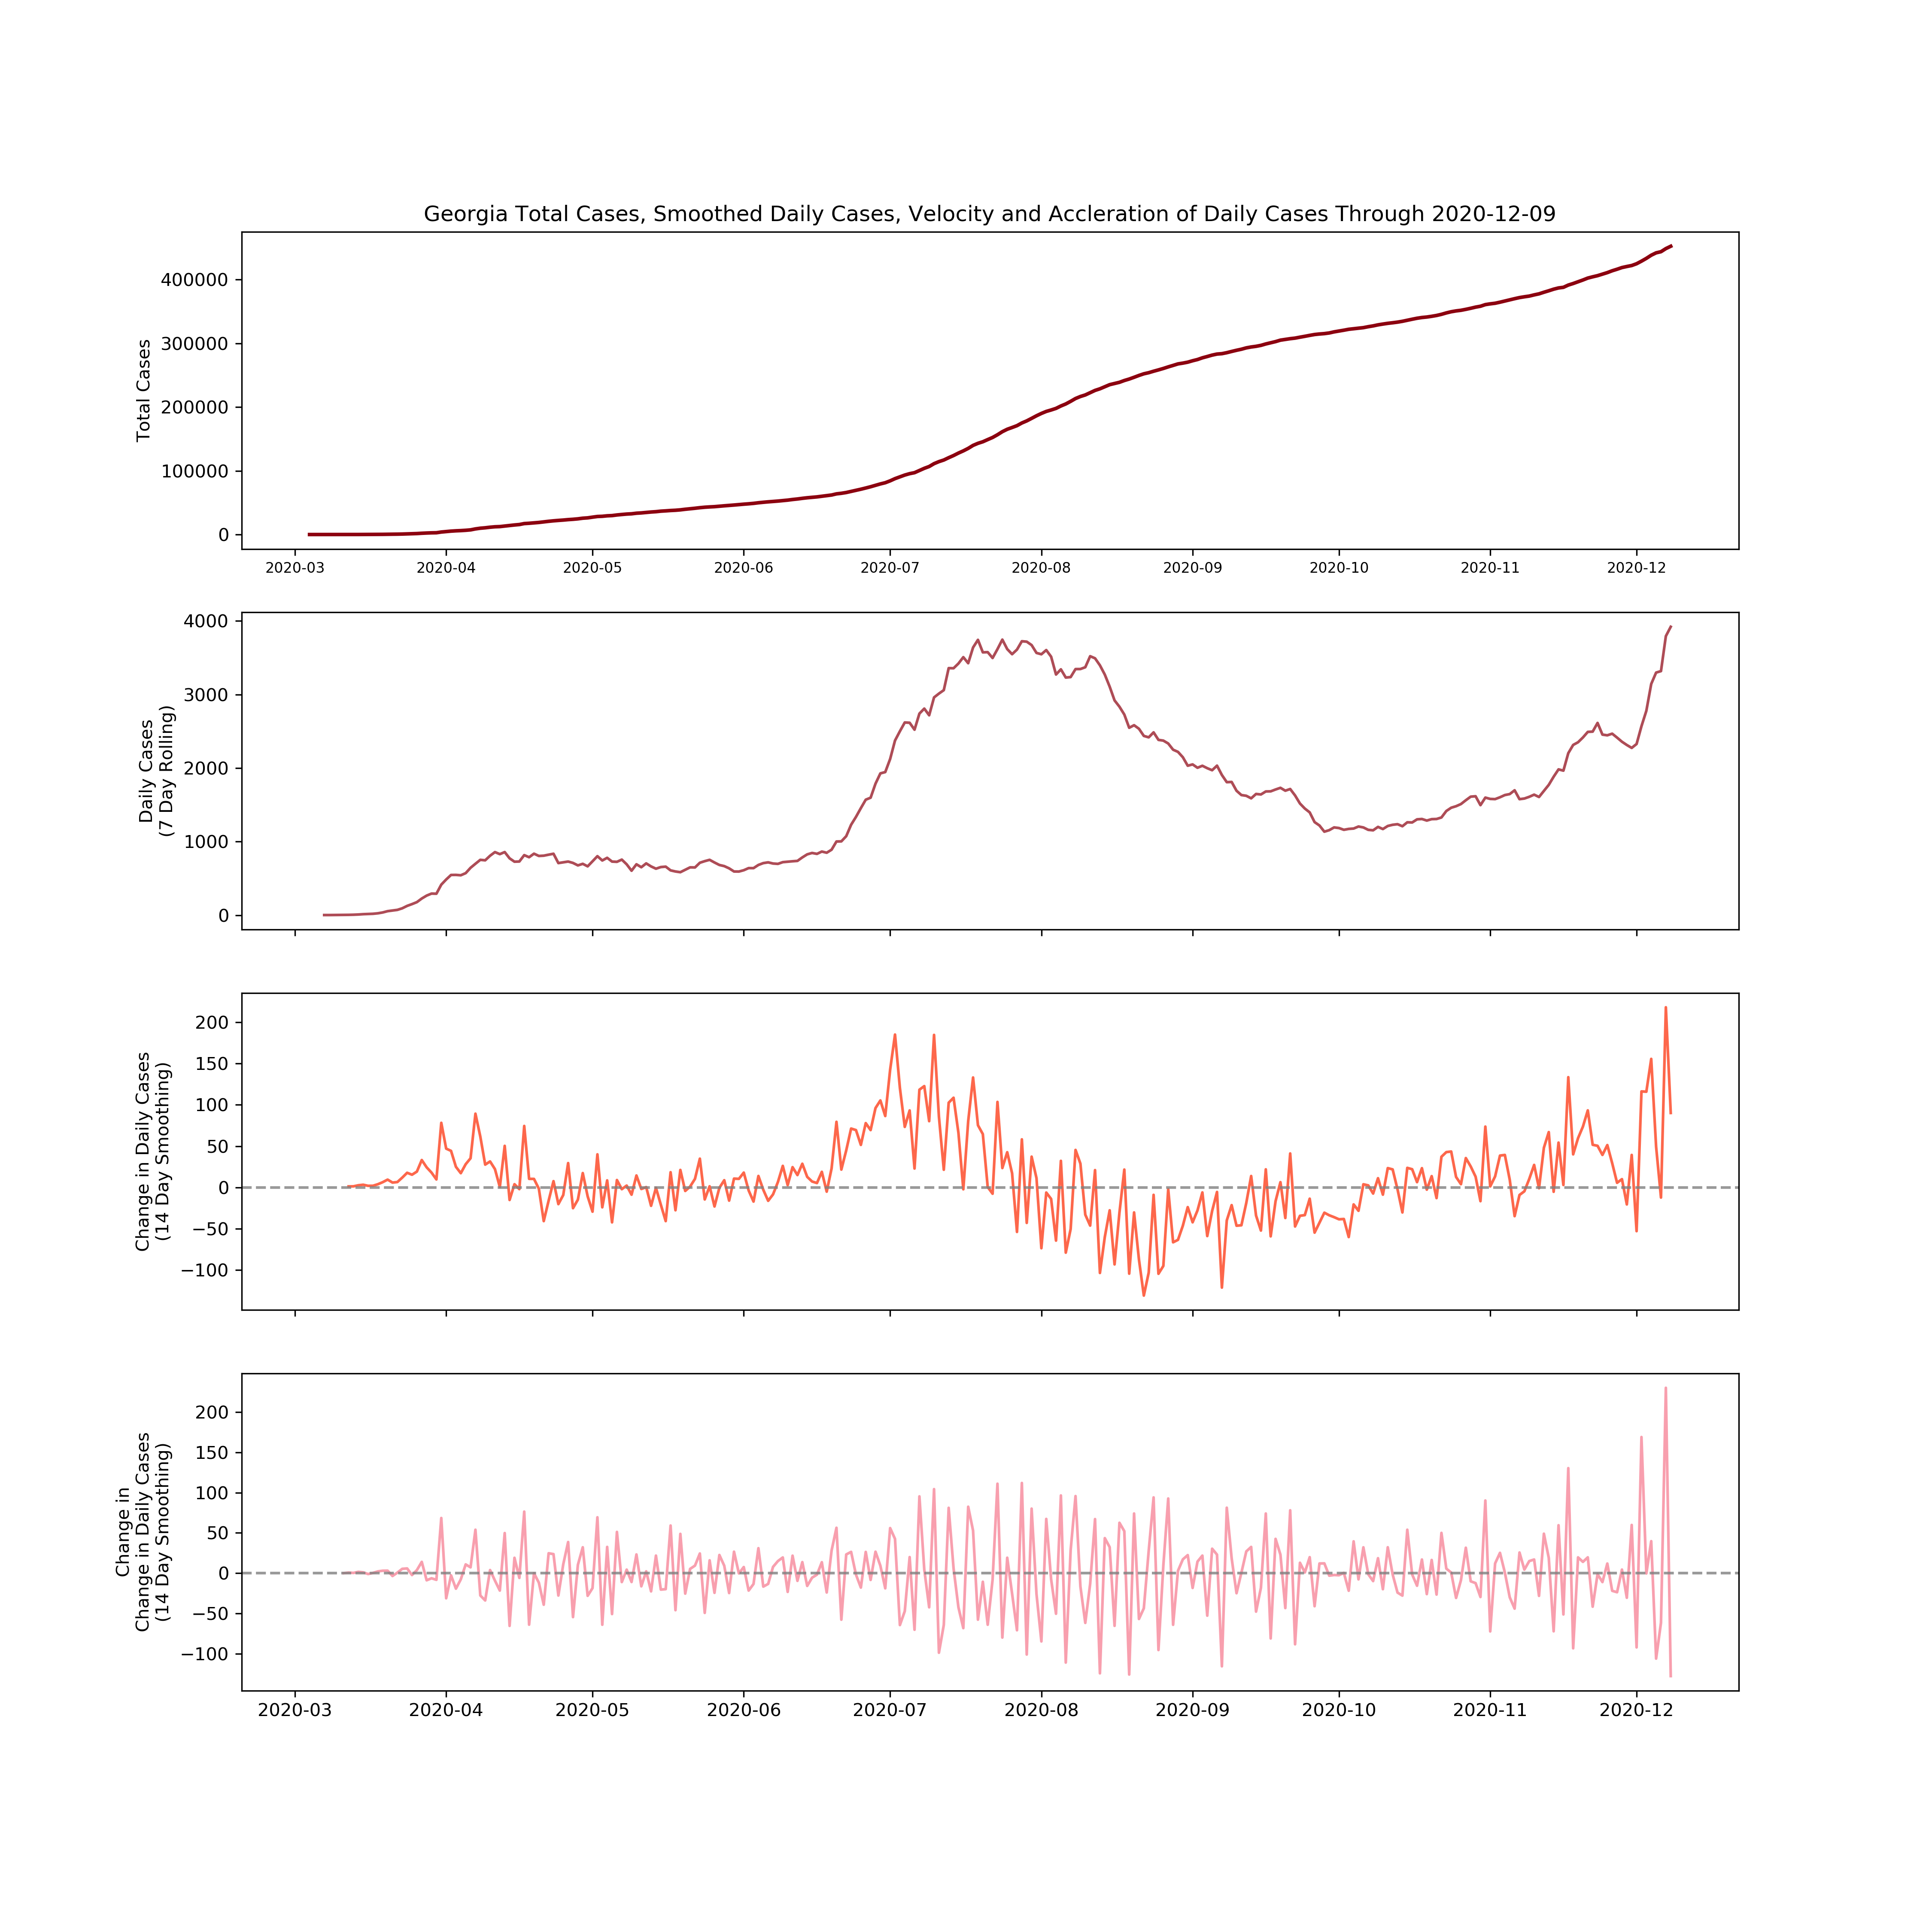 Georgia Total Cases, Smoothed Daily Cases, Velocity and Accleration of Daily Cases Through 2020-12-09
Total Cases
400000
300000
200000
100000
0
2020-03 2020-04 2020-05 2020-06 2020-07 2020-08 2020-09 2020-10 2020-11 2020-12
Daily Cases
(7 Day Rolling)
4000
3000
2000
1000
0
Change in Daily Cases
(14 Day Smoothing)
200
150
100
50
0
−50
−100
Change in
Change in Daily Cases
(14 Day Smoothing)
200
150
100
50
0
−50
−100
2020-03 2020-04 2020-05 2020-06 2020-07 2020-08 2020-09 2020-10 2020-11 2020-12